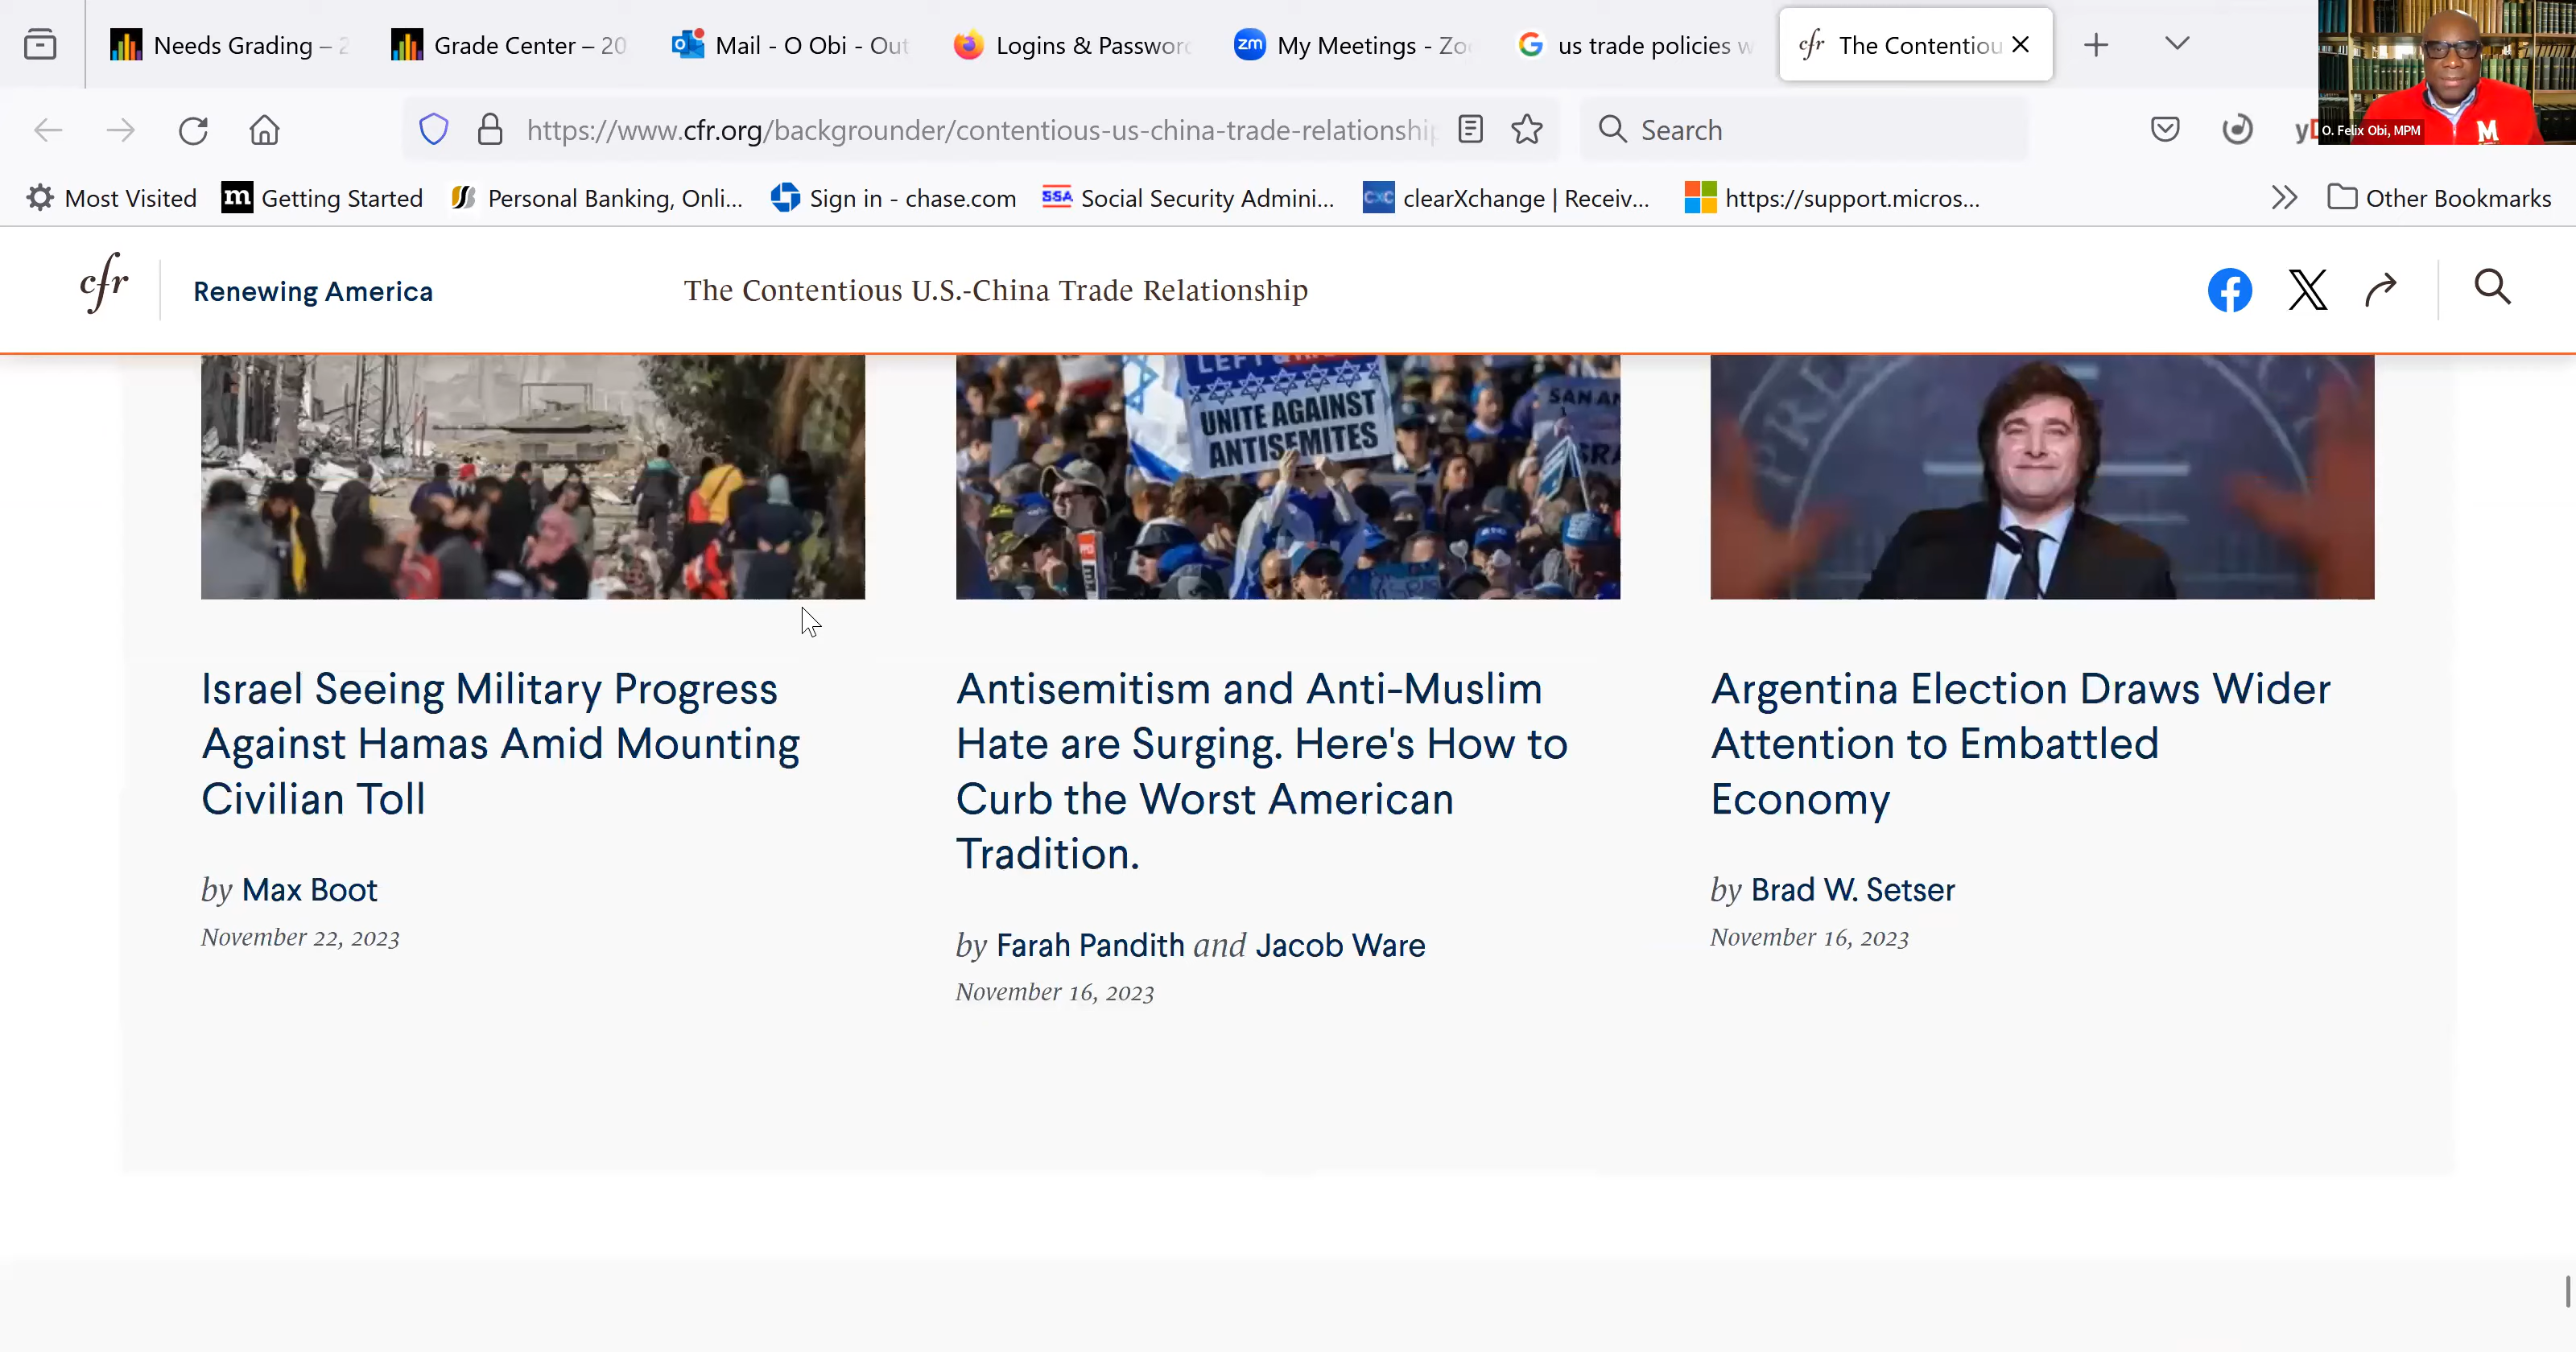 Needs Grading – 2
Grade Center – 20
Mail - O Obi - Out
Logins & Password
zm My Meetings - Zoo
us trade policies w
cfr The Contentiou
https://www.cfr.org/backgrounder/contentious-us-china-trade-relationship
Search
O. Felix Obi, MPM
M
Most Visited
m Getting Started
Personal Banking, Onli...
Sign in - chase.com
SSA Social Security Admini...
CXC clearXchange | Receiv...
https://support.micros...
Other Bookmarks
cfr
Renewing America
The Contentious U.S.-China Trade Relationship
UNITE AGAINST
ANTISEMITES
Israel Seeing Military Progress
Against Hamas Amid Mounting
Civilian Toll
by Max Boot
November 22, 2023
Antisemitism and Anti-Muslim
Hate are Surging. Here's How to
Curb the Worst American
Tradition.
by Farah Pandith and Jacob Ware
November 16, 2023
Argentina Election Draws Wider
Attention to Embattled
Economy
by Brad W. Setser
November 16, 2023